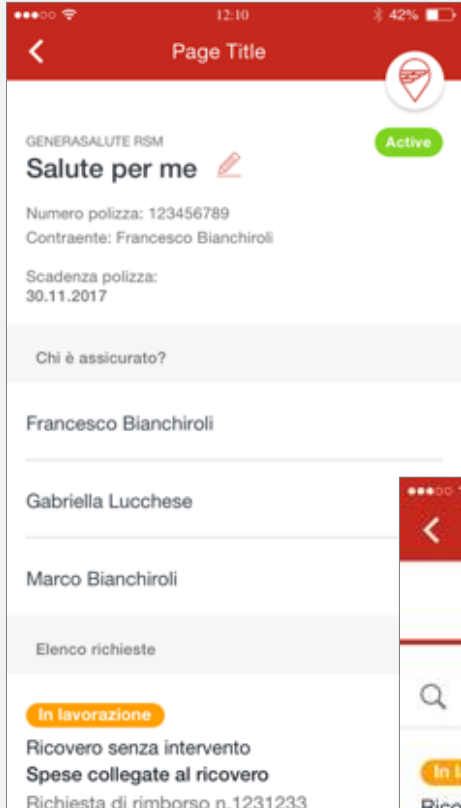 12:10
42%
Page Title
GENERASALUTE RSM
Active
Salute per me
Numero polizza: 123456789
Contraente: Francesco Bianchiroli
Scadenza polizza:
30.11.2017
Chi è assicurato?
Francesco Bianchiroli
Gabriella Lucchese
Marco Bianchiroli
Elenco richieste
In lavorazione
Ricovero senza intervento
Spese collegate al ricovero
Richiesta di rimborso n.1231233